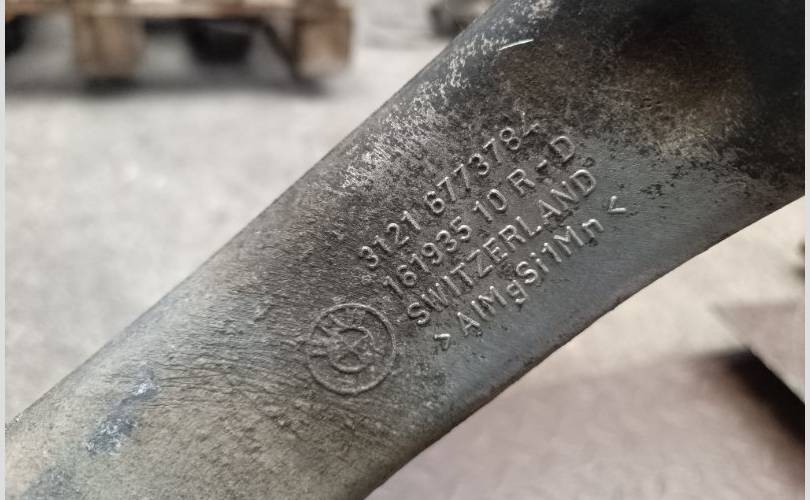 3121 6773784
161935 10 R-D
SWITZERLAND
>AlMgSi1Mn<